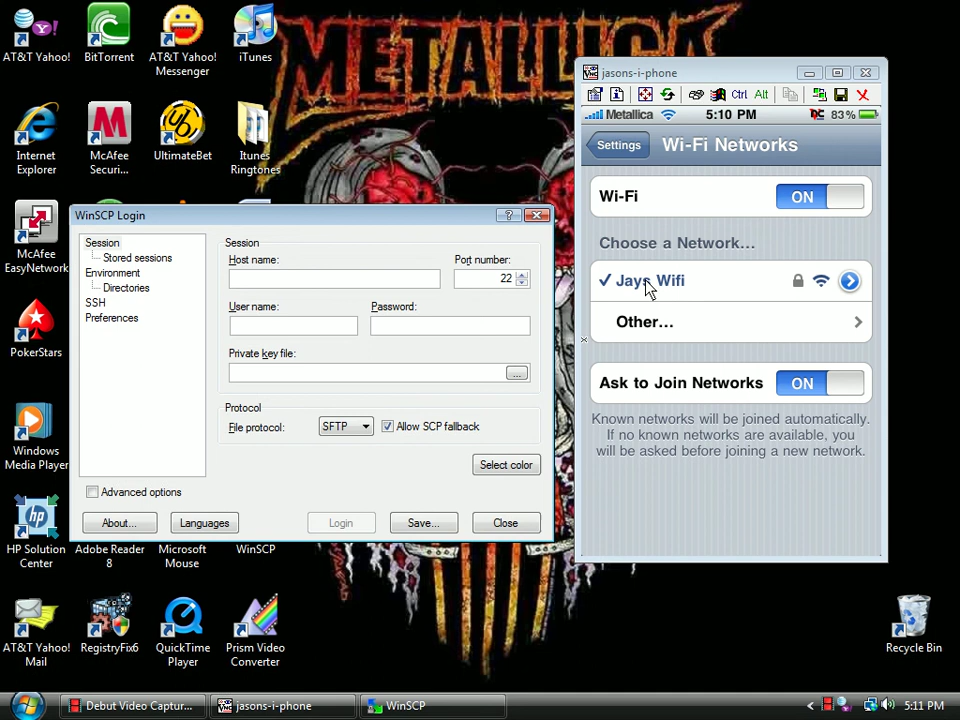 METALLICA
AT&T Yahoo!
BitTorrent
AT&T Yahoo!
Messenger
iTunes
Internet
Explorer
McAfee
Securi...
UltimateBet
Itunes
Ringtones
McAfee
EasyNetwork
PokerStars
Windows
Media Player
HP Solution
Center
Adobe Reader
8
Microsoft
Mouse
WinSCP
AT&T Yahoo!
Mail
RegistryFix6
QuickTime
Player
Prism Video
Converter
Recycle Bin
WinSCP Login
Session
Stored sessions
Environment
Directories
SSH
Preferences
Session
Host name:
Port number:
22
User name:
Password:
Private key file:
...
Protocol
File protocol:
SFTP
Allow SCP fallback
Select color
Advanced options
About...
Languages
Login
Save...
Close
jasons-i-phone
Ctrl Alt
Metallica
5:10 PM
83%
Settings
Wi-Fi Networks
Wi-Fi
ON
Choose a Network...
Jays Wifi
Other...
Ask to Join Networks
ON
Known networks will be joined automatically.
If no known networks are available, you
will be asked before joining a new network.
Debut Video Captur...
jasons-i-phone
WinSCP
5:11 PM